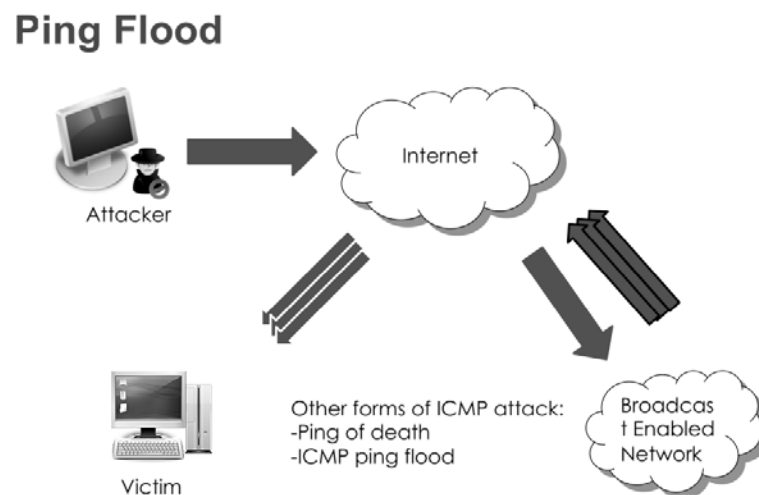 Ping Flood
Internet
Attacker
Other forms of ICMP attack:
-Ping of death
-ICMP ping flood
Broadcas
t Enabled
Network
Victim